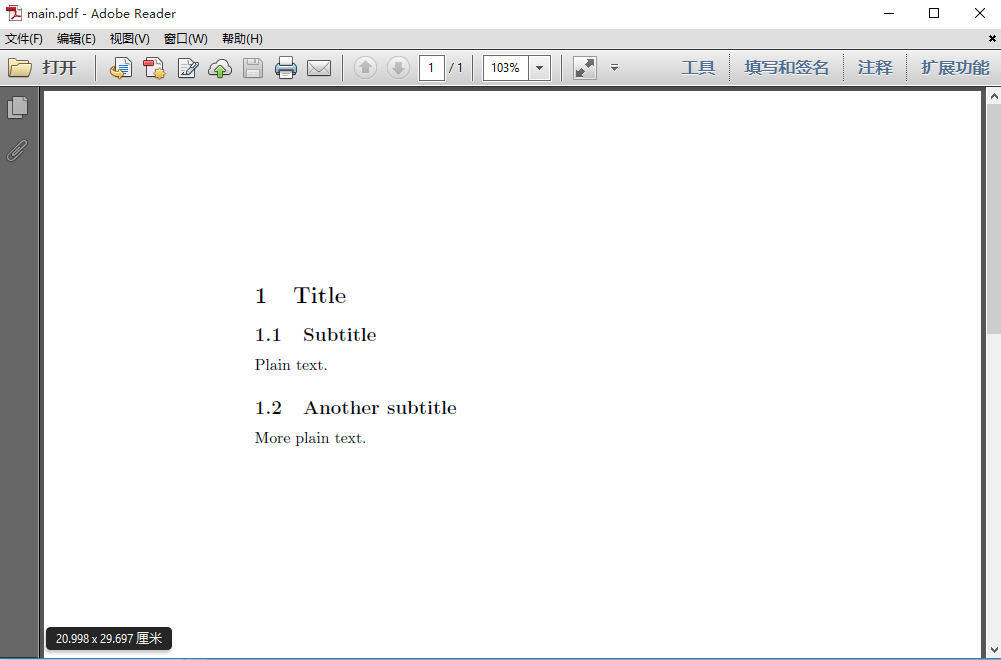 main.pdf - Adobe Reader
文件(F) 编辑(E) 视图(V) 窗口(W) 帮助(H)
打开 1 / 1 103% 工具 填写和签名 注释 扩展功能
1 Title
1.1 Subtitle
Plain text.
1.2 Another subtitle
More plain text.
20.998 x 29.697 厘米